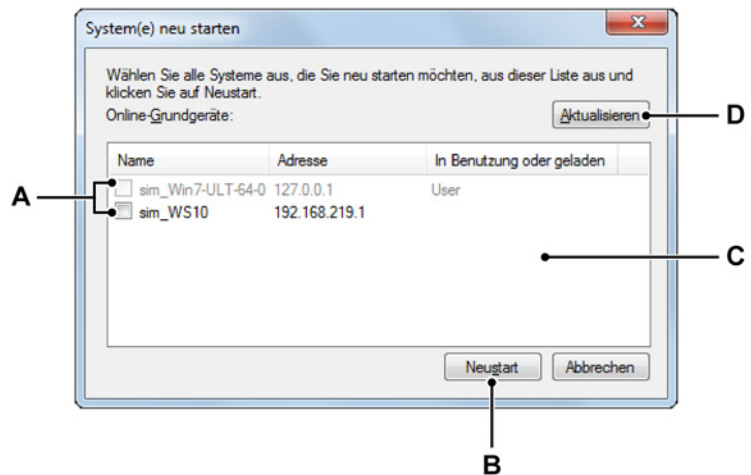 System(e) neu starten
Wählen Sie alle Systeme aus, die Sie neu starten möchten, aus dieser Liste aus und
klicken Sie auf Neustart.
Online-Grundgeräte:
Aktualisieren
D
Name Adresse In Benutzung oder geladen
A
sim_Win7-ULT-64-0 127.0.0.1 User
sim_WS10 192.168.219.1
C
Neustart Abbrechen
B